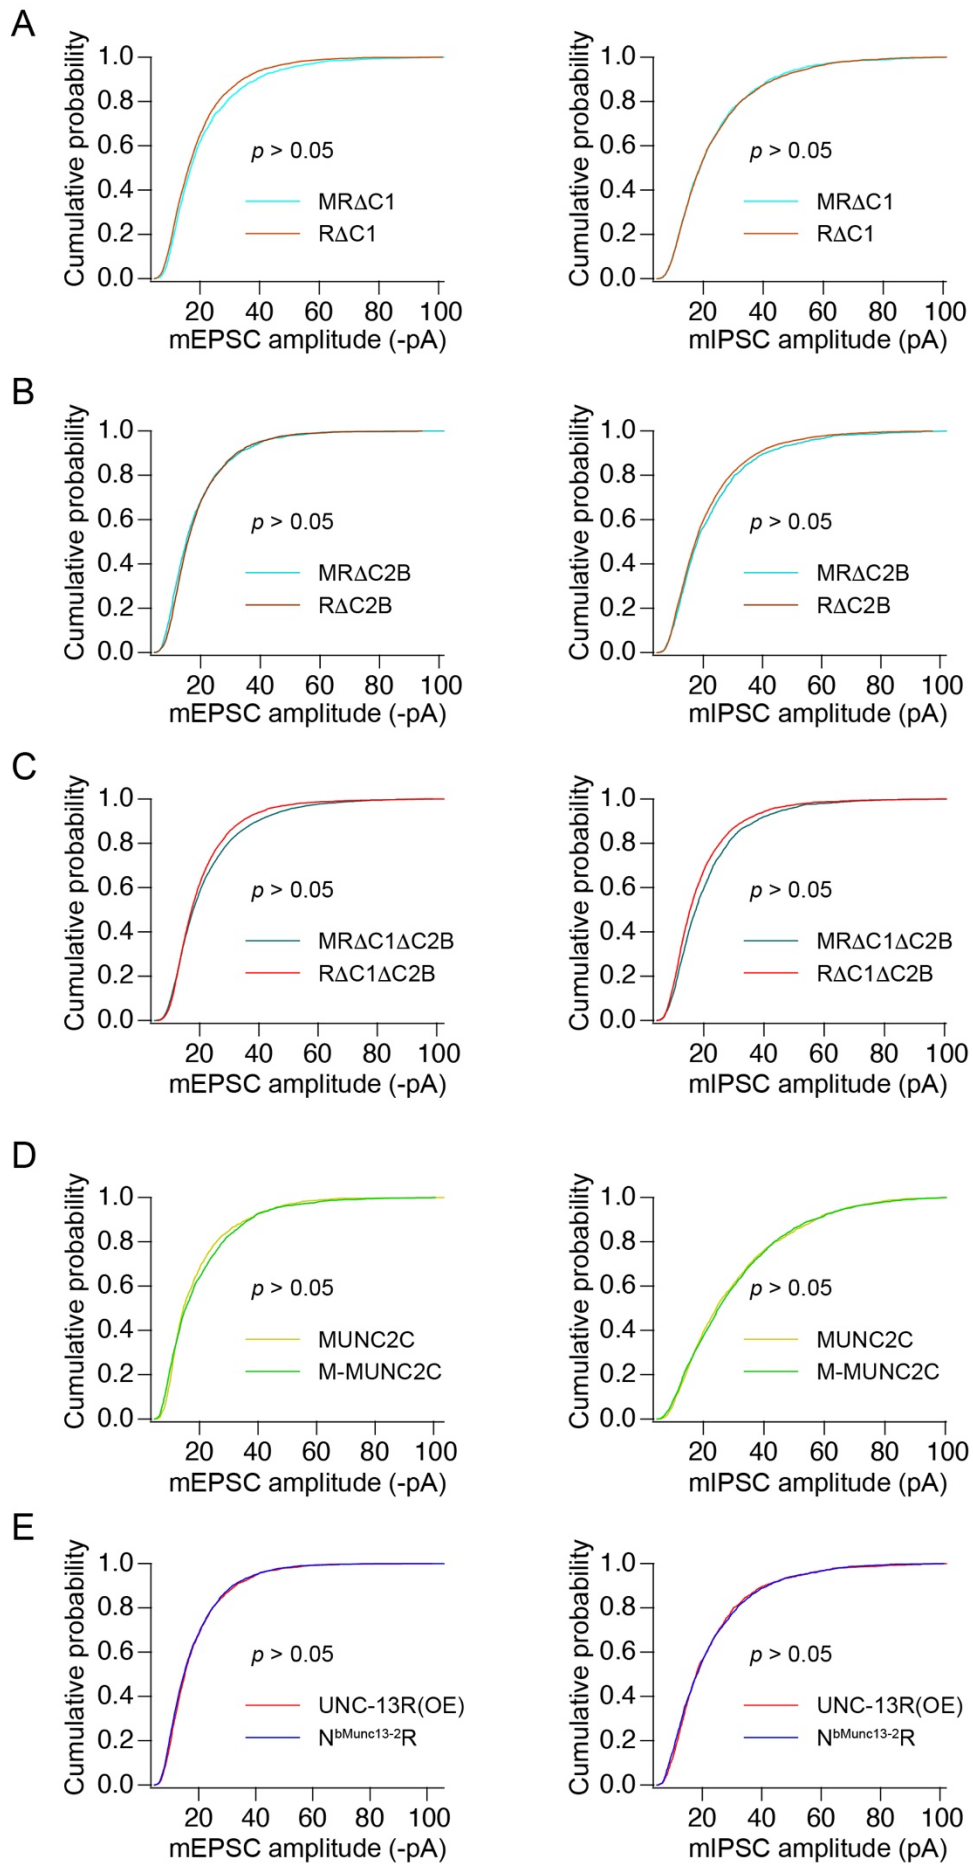 A
Cumulative probability
1.0
0.8
0.6
0.4
0.2
0.0
p > 0.05
MRΔC1
RΔC1
20 40 60 80 100
mEPSC amplitude (-pA)
Cumulative probability
1.0
0.8
0.6
0.4
0.2
0.0
p > 0.05
MRΔC1
RΔC1
20 40 60 80 100
mIPSC amplitude (pA)
B
Cumulative probability
1.0
0.8
0.6
0.4
0.2
0.0
p > 0.05
MRΔC2B
RΔC2B
20 40 60 80 100
mEPSC amplitude (-pA)
Cumulative probability
1.0
0.8
0.6
0.4
0.2
0.0
p > 0.05
MRΔC2B
RΔC2B
20 40 60 80 100
mIPSC amplitude (pA)
C
Cumulative probability
1.0
0.8
0.6
0.4
0.2
0.0
p > 0.05
MRΔC1ΔC2B
RΔC1ΔC2B
20 40 60 80 100
mEPSC amplitude (-pA)
Cumulative probability
1.0
0.8
0.6
0.4
0.2
0.0
p > 0.05
MRΔC1ΔC2B
RΔC1ΔC2B
20 40 60 80 100
mIPSC amplitude (pA)
D
Cumulative probability
1.0
0.8
0.6
0.4
0.2
0.0
p > 0.05
MUNC2C
M-MUNC2C
20 40 60 80 100
mEPSC amplitude (-pA)
Cumulative probability
1.0
0.8
0.6
0.4
0.2
0.0
p > 0.05
MUNC2C
M-MUNC2C
20 40 60 80 100
mIPSC amplitude (pA)
E
Cumulative probability
1.0
0.8
0.6
0.4
0.2
0.0
p > 0.05
UNC-13R(OE)
N^bMunc13-2R
20 40 60 80 100
mEPSC amplitude (-pA)
Cumulative probability
1.0
0.8
0.6
0.4
0.2
0.0
p > 0.05
UNC-13R(OE)
N^bMunc13-2R
20 40 60 80 100
mIPSC amplitude (pA)